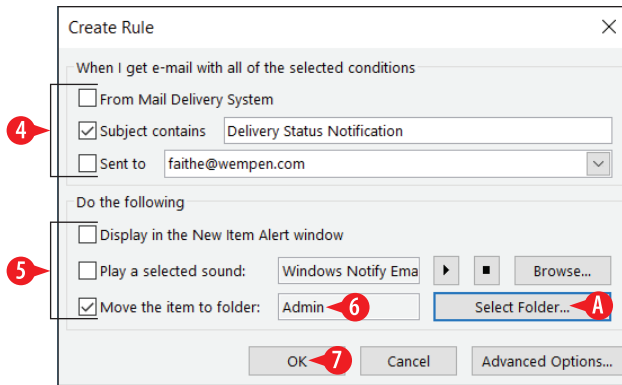 Create Rule
When I get e-mail with all of the selected conditions
From Mail Delivery System
4
Subject contains Delivery Status Notification
Sent to faithe@wempen.com
Do the following
Display in the New Item Alert window
5
Play a selected sound: Windows Notify Ema Browse...
Move the item to folder: Admin 6 Select Folder... A
OK 7 Cancel Advanced Options...